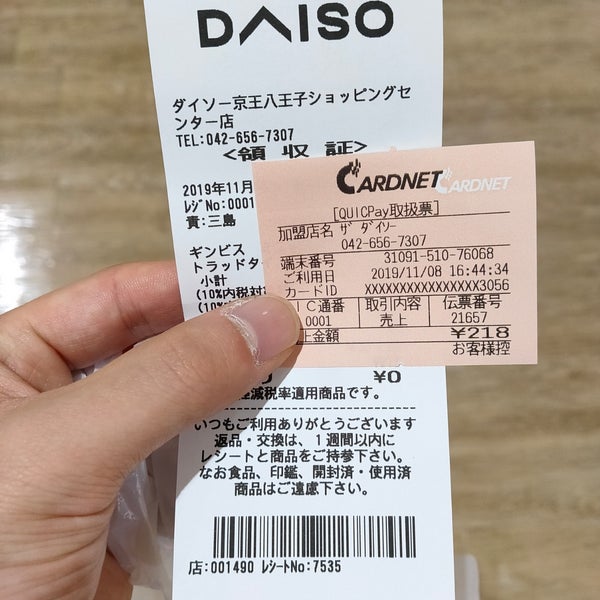 DAISO
ダイソー京王八王子ショッピングセ
ンター店
TEL:042-656-7307
<領収証>
2019年11月
ﾚｼﾞNo:0001
責:三島
ギンビス
トラッドタ
小計
(10%内税対
(10%
¥0
軽減税率適用商品です。
いつもご利用ありがとうございます
返品・交換は、1週間以内に
レシートと商品をご持参下さい。
なお食品、印鑑、開封済・使用済
商品はご遠慮下さい。
店:001490 ﾚｼｰﾄNo:7535
CARDNET CARDNET
[QUICPay取扱票]
加盟店名 ｻﾞ ﾀﾞｲｿｰ
042-656-7307
端末番号 31091-510-76068
ご利用日 2019/11/08 16:44:34
カードID XXXXXXXXXXXXXXXX3056
IC通番 取引内容 伝票番号
0001 売上 21657
上金額 ¥218
お客様控